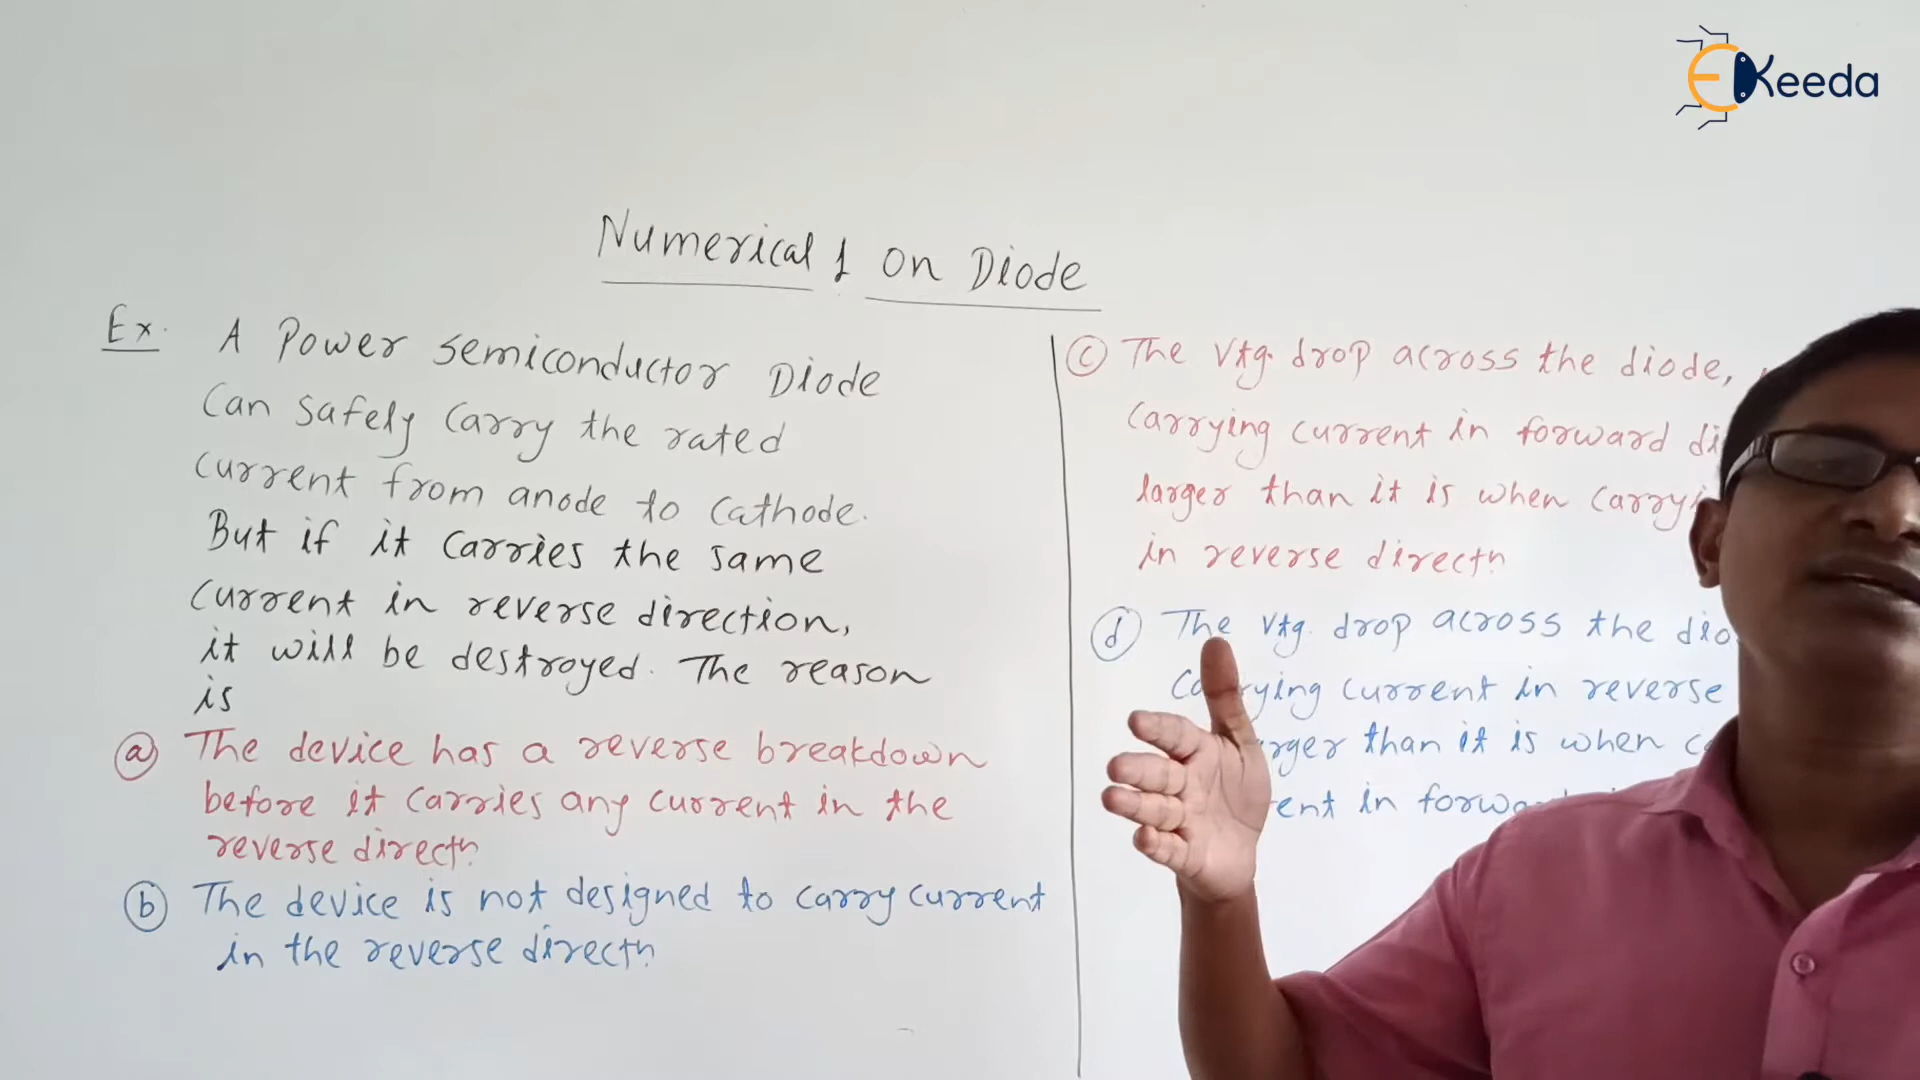 EKeeda
Numerical 1 on Diode
Ex. A Power semiconductor Diode
can safely carry the rated
current from anode to cathode.
But if it carries the same
current in reverse direction,
it will be destroyed. The reason
is
(a) The device has a reverse breakdown
before it carries any current in the
reverse directn
(b) The device is not designed to carry current
in the reverse directn
(c) The vtg. drop across the diode,
carrying current in forward
larger than it is when
in reverse directn
(d) The vtg. drop across the
current in reverse
than it is when
in